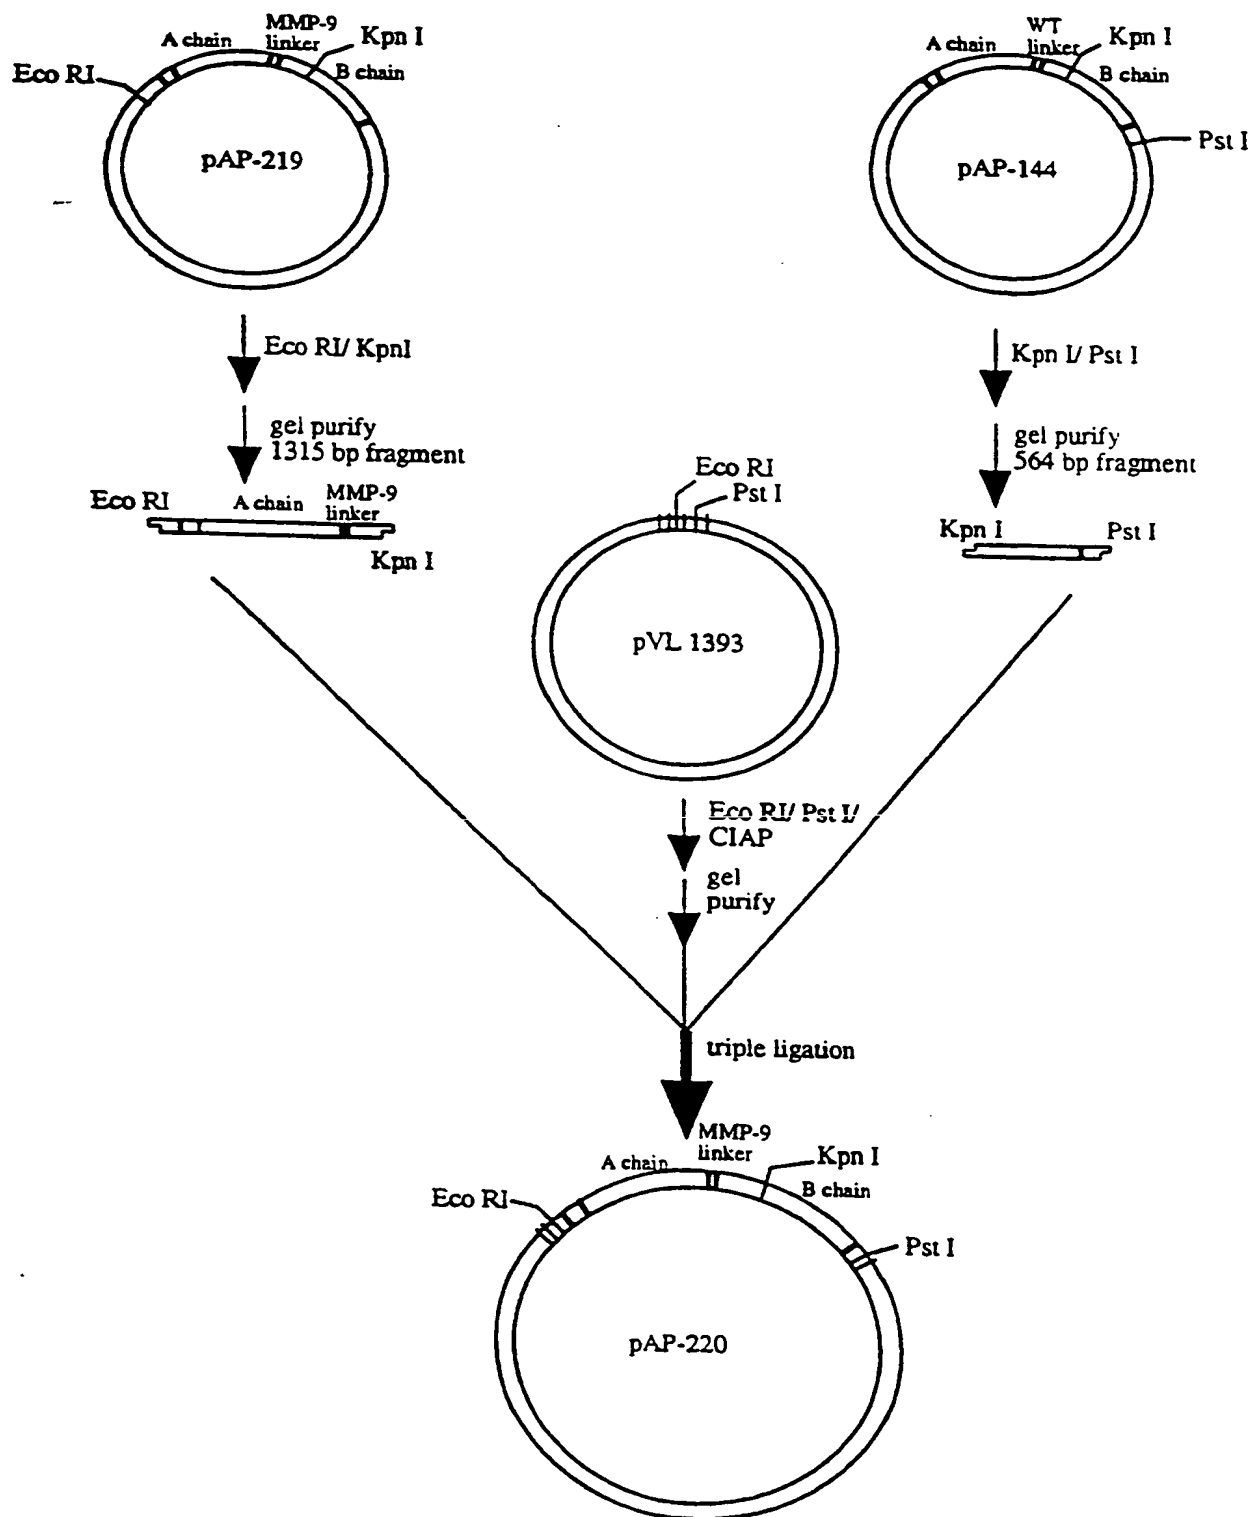 A chain
MMP-9
linker
Kpn I
B chain
Eco RI
pAP-219
A chain
WT
linker
Kpn I
B chain
Pst I
pAP-144
Eco RI/ KpnI
gel purify
1315 bp fragment
Eco RI
A chain
MMP-9
linker
Kpn I
Kpn I/ Pst I
gel purify
564 bp fragment
Kpn I
Pst I
Eco RI
Pst I
pVL 1393
Eco RI/ Pst I/
CIAP
gel
purify
triple ligation
MMP-9
linker
A chain
Kpn I
B chain
Eco RI
Pst I
pAP-220